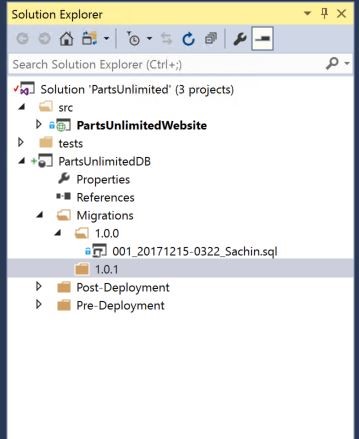 Solution Explorer
Search Solution Explorer (Ctrl+;)
Solution 'PartsUnlimited' (3 projects)
src
PartsUnlimitedWebsite
tests
PartsUnlimitedDB
Properties
References
Migrations
1.0.0
001_20171215-0322_Sachin.sql
1.0.1
Post-Deployment
Pre-Deployment